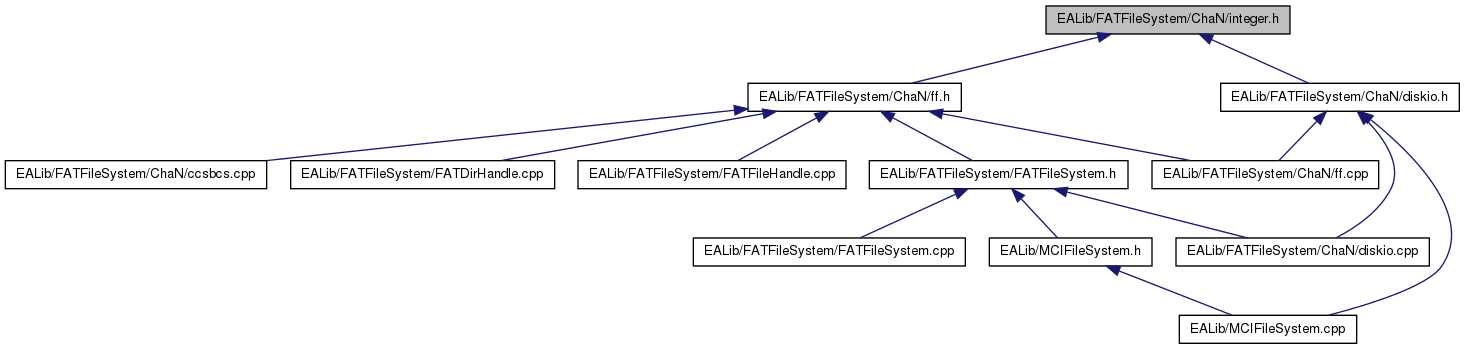 EALib/FATFileSystem/ChaN/integer.h
EALib/FATFileSystem/ChaN/ff.h
EALib/FATFileSystem/ChaN/diskio.h
EALib/FATFileSystem/ChaN/ccsbcs.cpp
EALib/FATFileSystem/FATDirHandle.cpp
EALib/FATFileSystem/FATFileHandle.cpp
EALib/FATFileSystem/FATFileSystem.h
EALib/FATFileSystem/ChaN/ff.cpp
EALib/FATFileSystem/FATFileSystem.cpp
EALib/MCIFileSystem.h
EALib/FATFileSystem/ChaN/diskio.cpp
EALib/MCIFileSystem.cpp